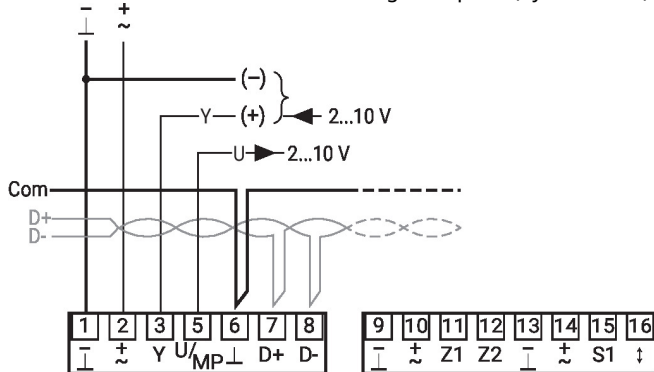 - +
⊥ ~
(–)
Y (+) 2...10 V
U 2...10 V
Com
D+
D-
1 2 3 5 6 7 8 9 10 11 12 13 14 15 16
- + Y U/MP ⊥ D+ D- - + Z1 Z2 - + S1 ↕
⊥ ~ ⊥ ~ ⊥ ~